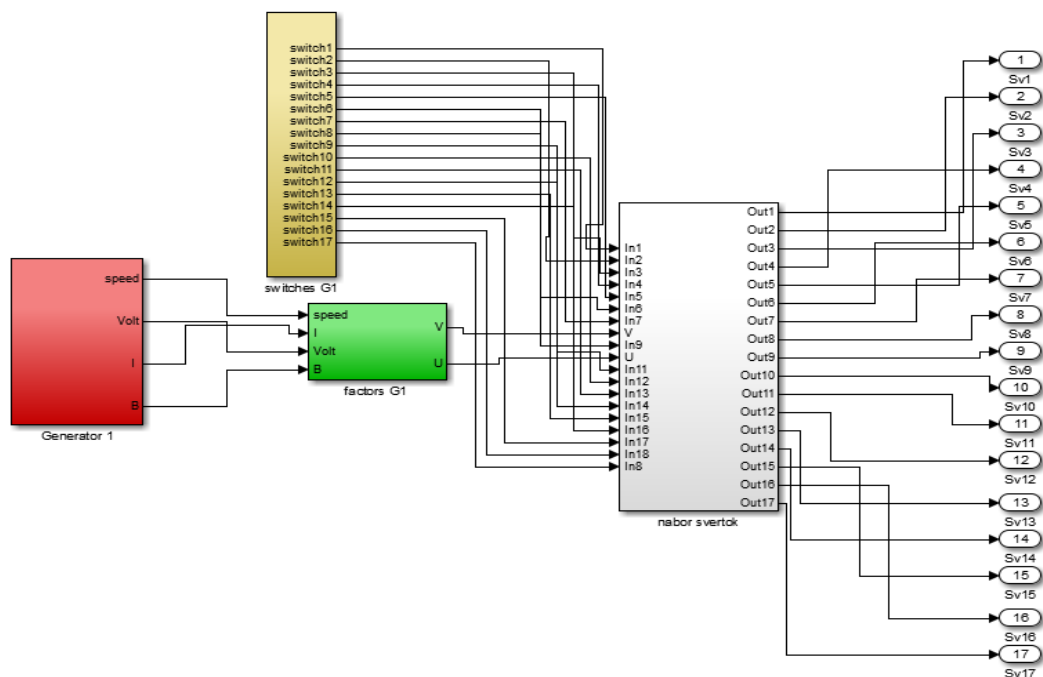 switch1
switch2
switch3
switch4
switch5
switch6
switch7
switch8
switch9
switch10
switch11
switch12
switch13
switch14
switch15
switch16
switch17
switches G1
speed
Volt
I
B
Generator 1
speed
I
Volt
B
V
U
factors G1
In1
In2
In3
In4
In5
In6
In7
V
In9
U
In11
In12
In13
In14
In15
In16
In17
In18
In8
Out1
Out2
Out3
Out4
Out5
Out6
Out7
Out8
Out9
Out10
Out11
Out12
Out13
Out14
Out15
Out16
Out17
nabor svertok
1
Sv1
2
Sv2
3
Sv3
4
Sv4
5
Sv5
6
Sv6
7
Sv7
8
Sv8
9
Sv9
10
Sv10
11
Sv11
12
Sv12
13
Sv13
14
Sv14
15
Sv15
16
Sv16
17
Sv17